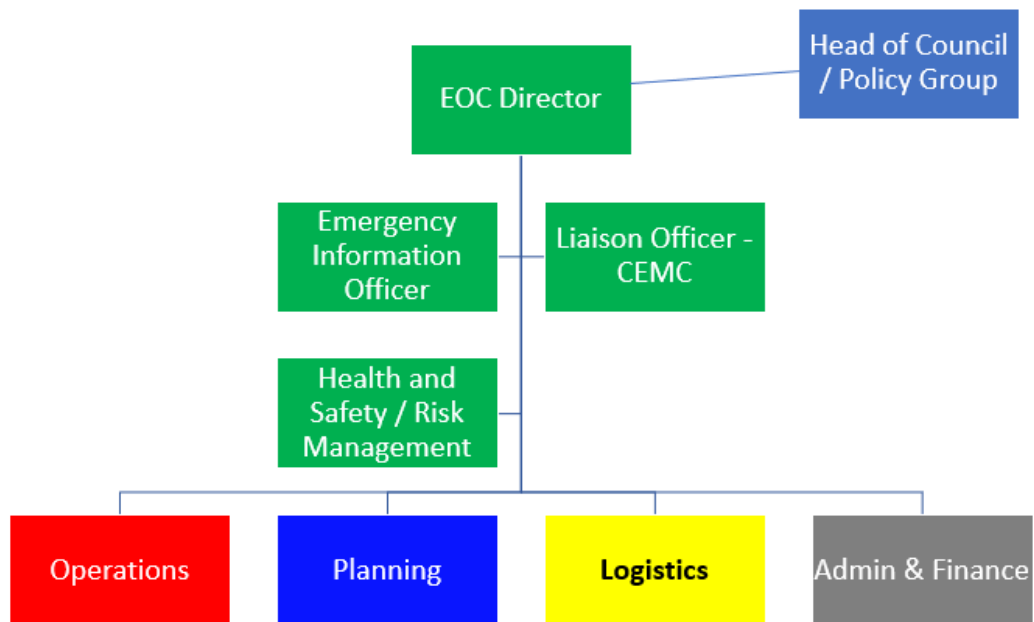 Head of Council
/ Policy Group
EOC Director
Emergency
Information
Officer
Liaison Officer -
CEMC
Health and
Safety / Risk
Management
Operations
Planning
Logistics
Admin & Finance